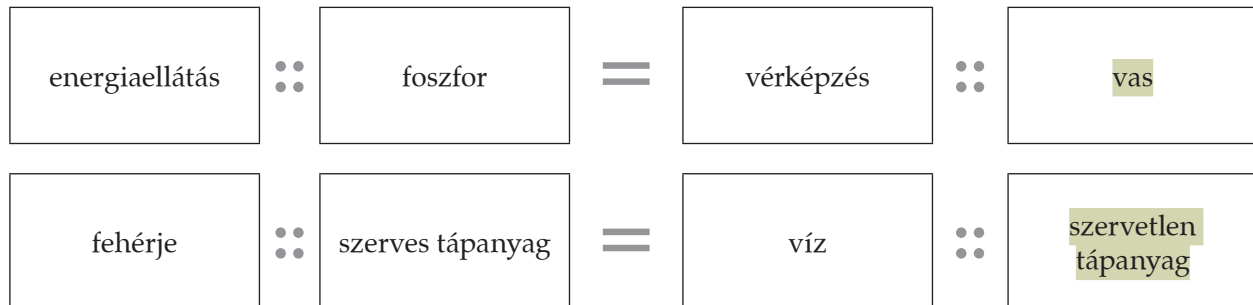 energiaellátás :: foszfor = vérképzés :: vas
fehérje :: szerves tápanyag = víz :: szervetlen
tápanyag